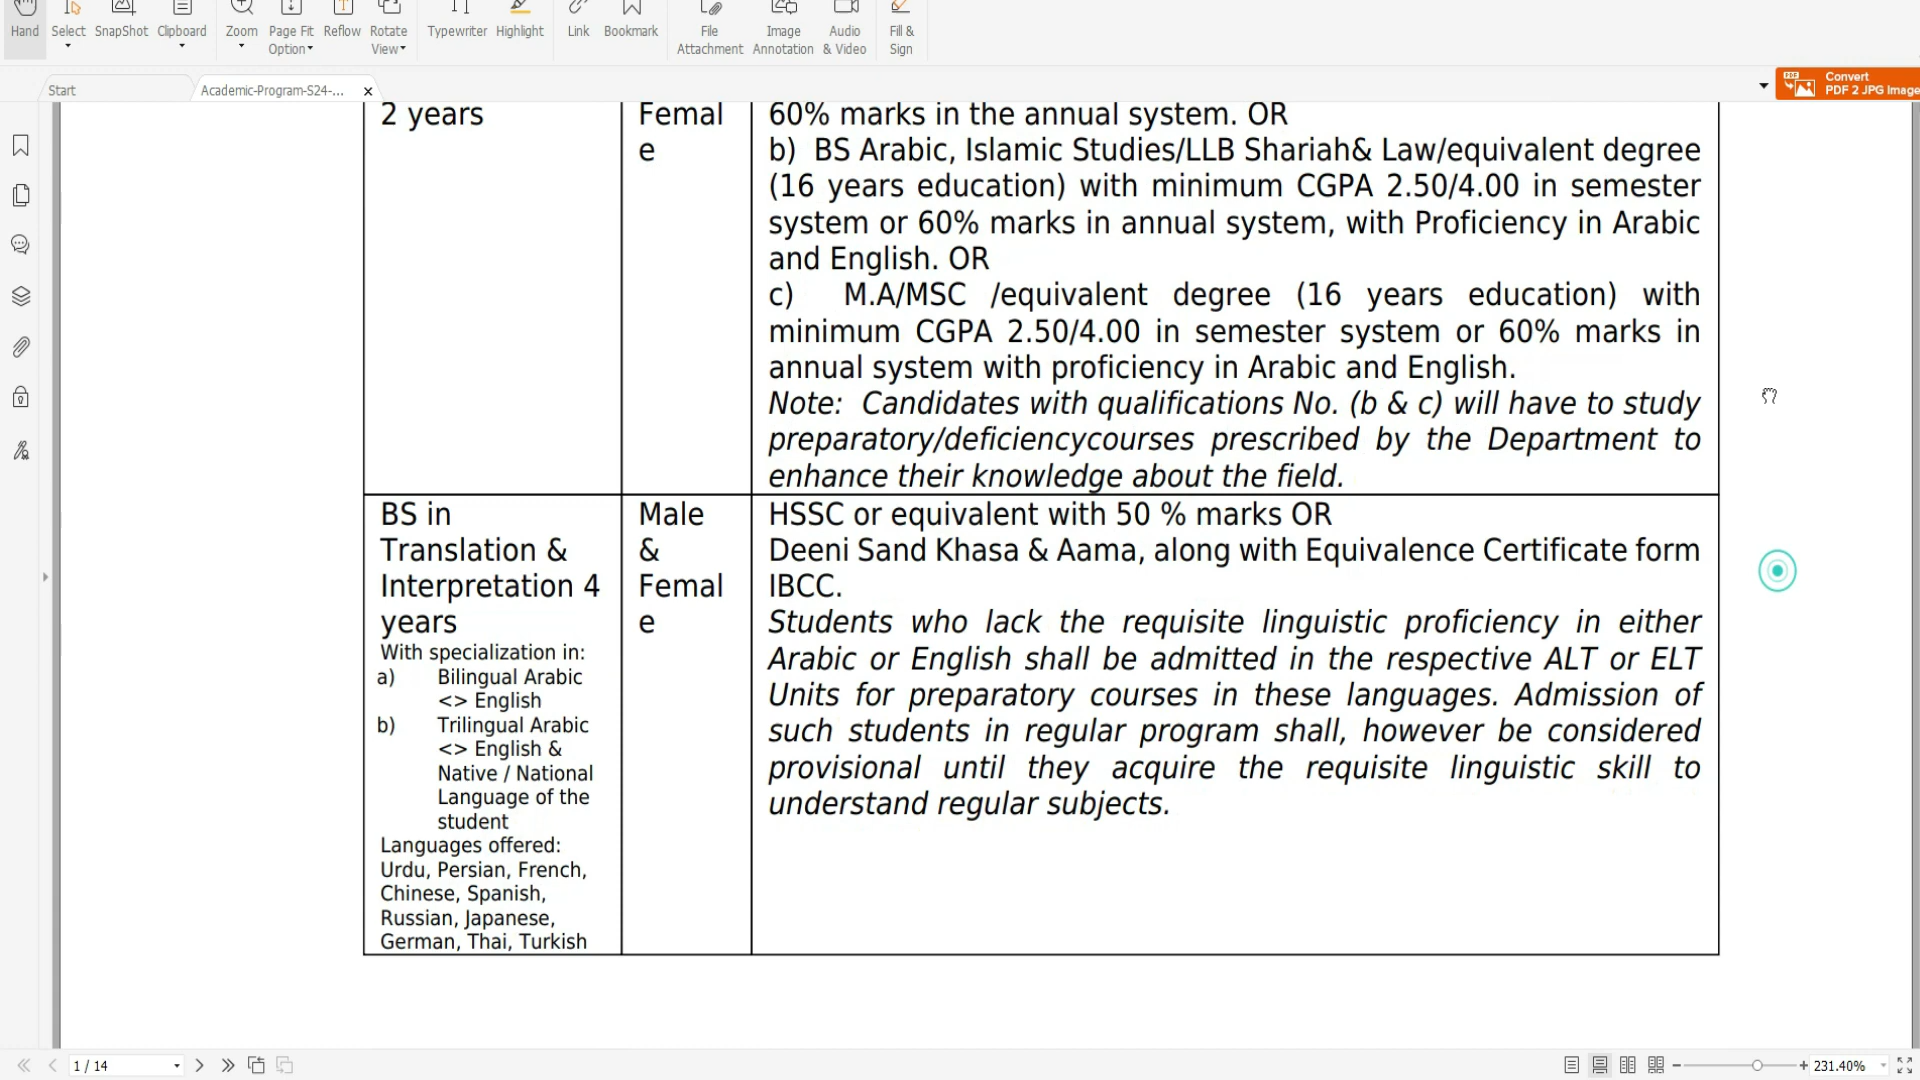 Hand
Select
SnapShot
Clipboard
Zoom
Page Fit
Option
Reflow
Rotate
View
Typewriter
Highlight
Link
Bookmark
File
Attachment
Image
Annotation
Audio
& Video
Fill &
Sign
Start
Academic-Program-S24-...
Convert
PDF 2 JPG Image
2 years
Femal
e
60% marks in the annual system. OR
b) BS Arabic, Islamic Studies/LLB Shariah& Law/equivalent degree
(16 years education) with minimum CGPA 2.50/4.00 in semester
system or 60% marks in annual system, with Proficiency in Arabic
and English. OR
c) M.A/MSC /equivalent degree (16 years education) with
minimum CGPA 2.50/4.00 in semester system or 60% marks in
annual system with proficiency in Arabic and English.
Note: Candidates with qualifications No. (b & c) will have to study
preparatory/deficiencycourses prescribed by the Department to
enhance their knowledge about the field.
BS in
Translation &
Interpretation 4
years
With specialization in:
a) Bilingual Arabic
<> English
b) Trilingual Arabic
<> English &
Native / National
Language of the
student
Languages offered:
Urdu, Persian, French,
Chinese, Spanish,
Russian, Japanese,
German, Thai, Turkish
Male
&
Femal
e
HSSC or equivalent with 50 % marks OR
Deeni Sand Khasa & Aama, along with Equivalence Certificate form
IBCC.
Students who lack the requisite linguistic proficiency in either
Arabic or English shall be admitted in the respective ALT or ELT
Units for preparatory courses in these languages. Admission of
such students in regular program shall, however be considered
provisional until they acquire the requisite linguistic skill to
understand regular subjects.
1 / 14
231.40%